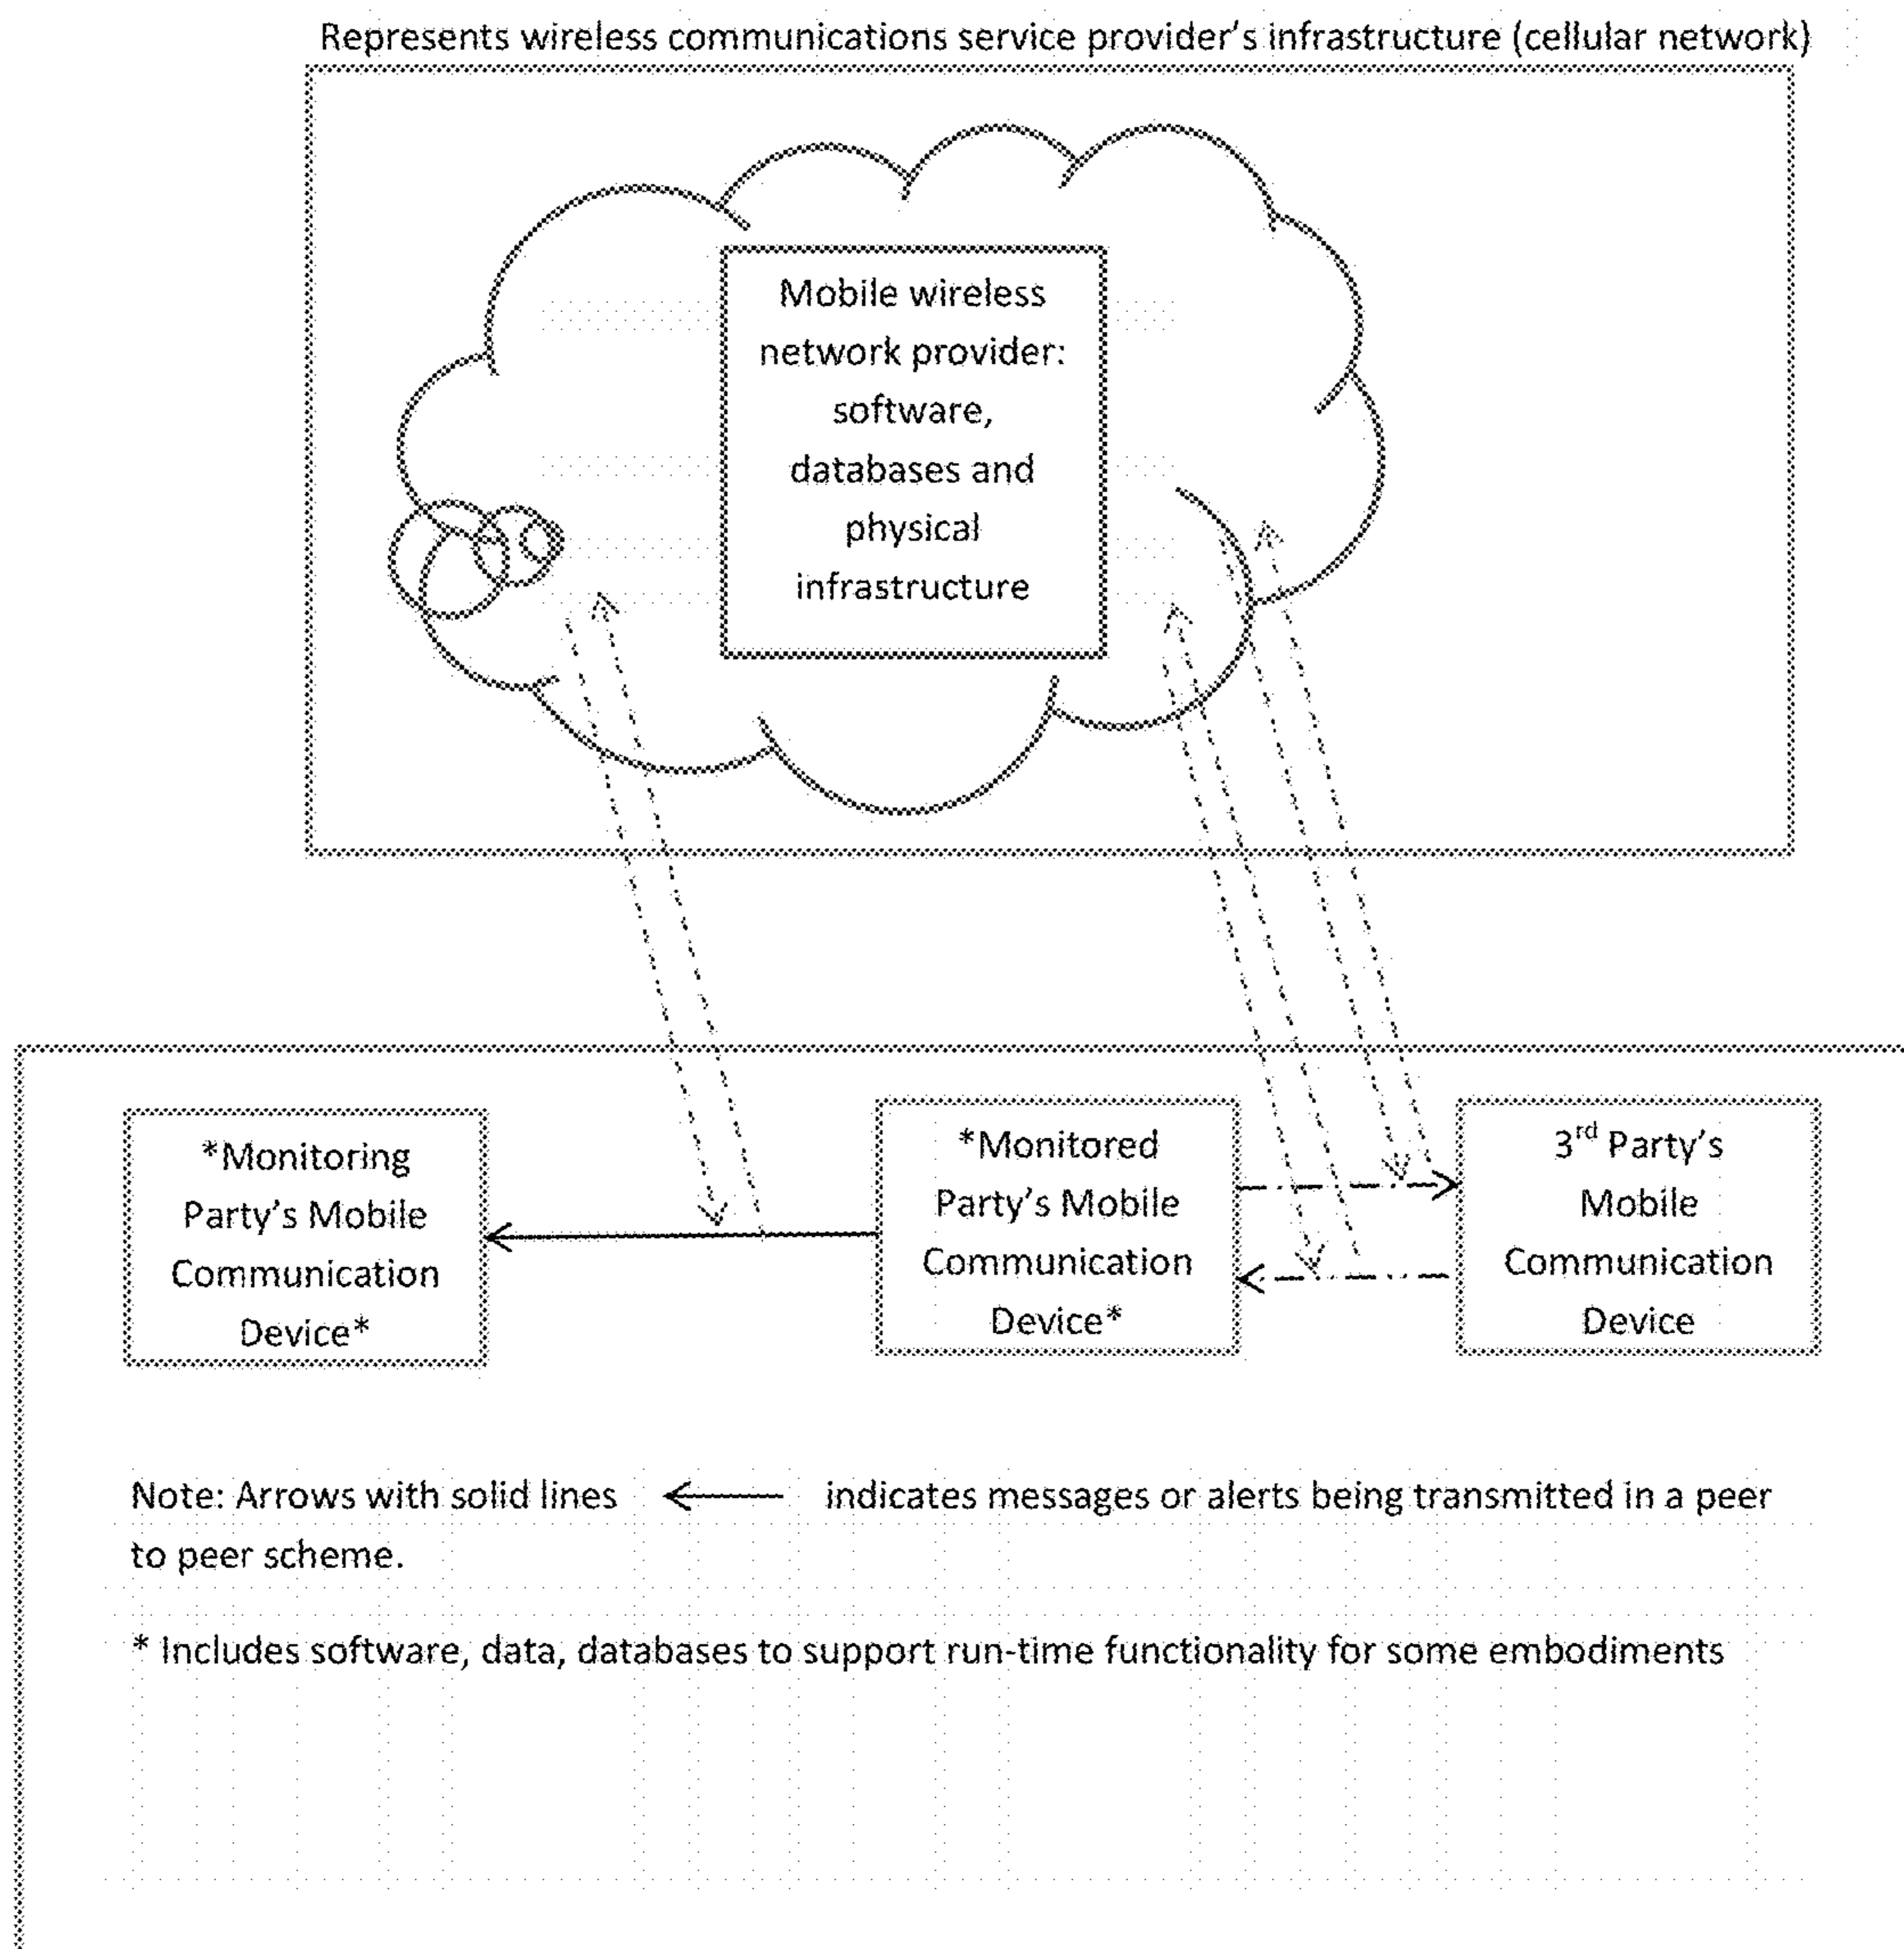 Represents wireless communications service provider's infrastructure (cellular network)
Mobile wireless
network provider:
software,
databases and
physical
infrastructure
*Monitoring
Party's Mobile
Communication
Device*
*Monitored
Party's Mobile
Communication
Device*
3rd Party's
Mobile
Communication
Device
Note: Arrows with solid lines indicates messages or alerts being transmitted in a peer
to peer scheme.
* Includes software, data, databases to support run-time functionality for some embodiments